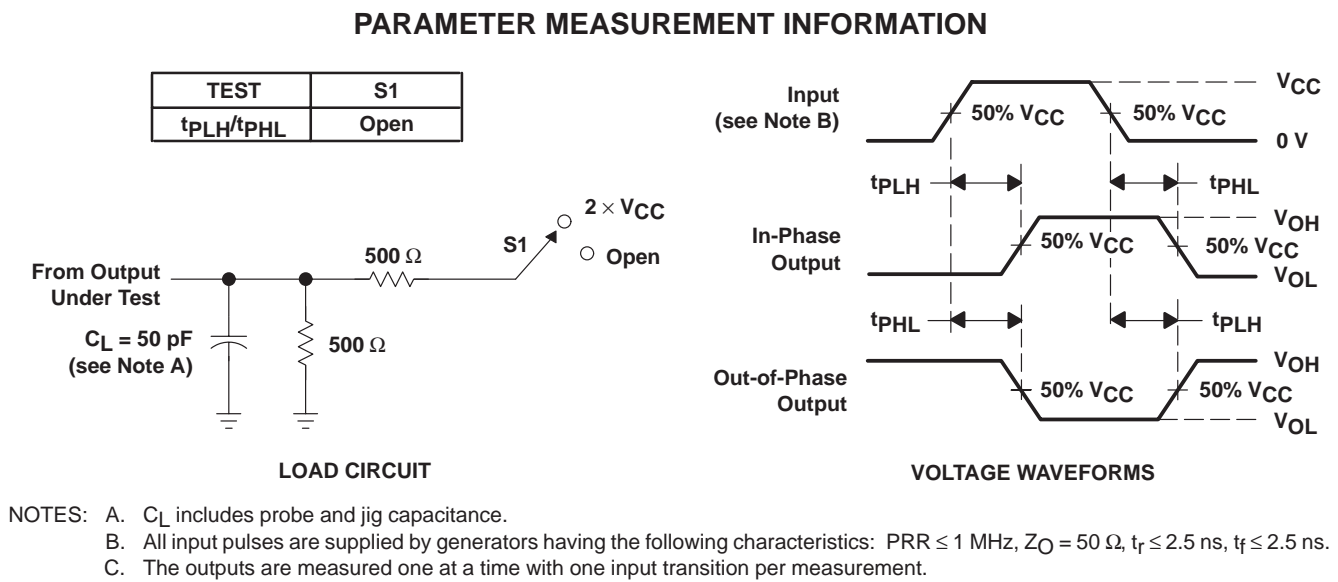 PARAMETER MEASUREMENT INFORMATION
TEST S1
tPLH/tPHL Open
2 × VCC
S1
Open
500 Ω
From Output
Under Test
CL = 50 pF
(see Note A)
500 Ω
LOAD CIRCUIT
Input
(see Note B)
50% VCC
50% VCC
VCC
0 V
tPLH
tPHL
In-Phase
Output
50% VCC
50% VCC
VOH
VOL
tPHL
tPLH
Out-of-Phase
Output
50% VCC
50% VCC
VOH
VOL
VOLTAGE WAVEFORMS
NOTES: A. CL includes probe and jig capacitance.
B. All input pulses are supplied by generators having the following characteristics: PRR ≤ 1 MHz, ZO = 50 Ω, tr ≤ 2.5 ns, tf ≤ 2.5 ns.
C. The outputs are measured one at a time with one input transition per measurement.